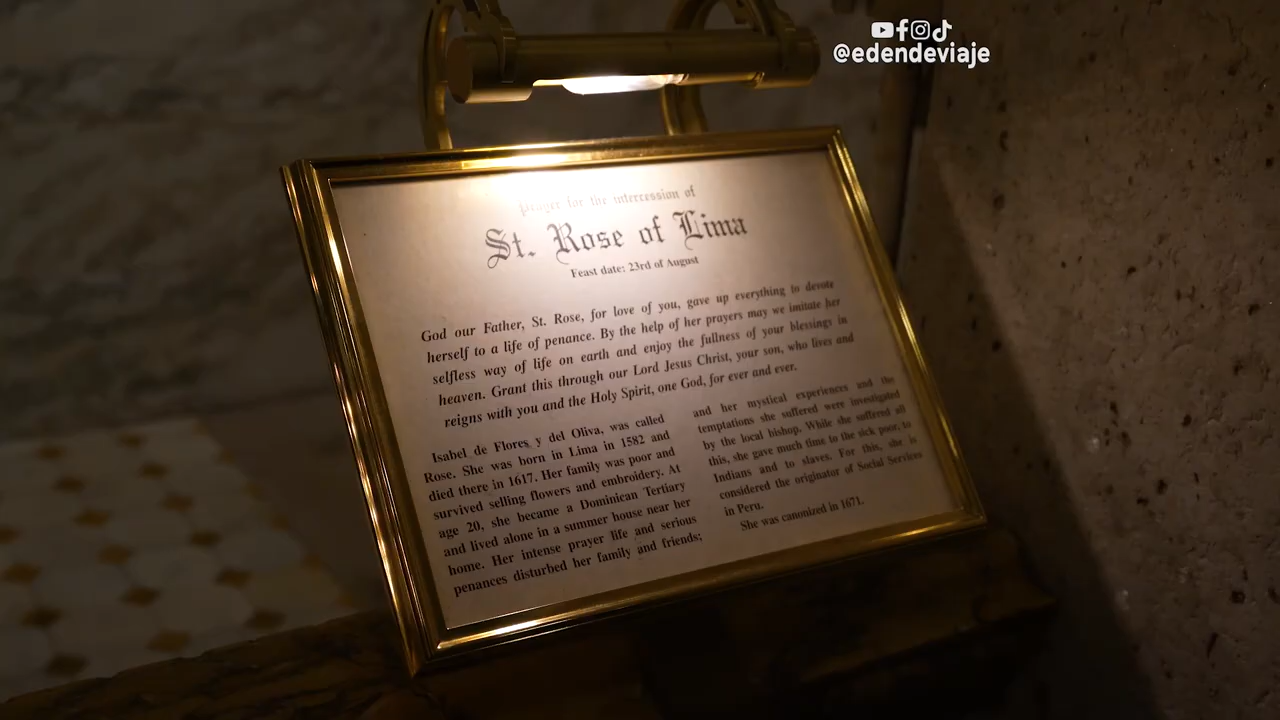 @edendeviaje
Prayer for the intercession of
St. Rose of Lima
Feast date: 23rd of August
God our Father, St. Rose, for love of you, gave up everything to devote
herself to a life of penance. By the help of her prayers may we imitate her
selfless way of life on earth and enjoy the fullness of your blessings in
heaven. Grant this through our Lord Jesus Christ, your son, who lives and
reigns with you and the Holy Spirit, one God, for ever and ever.
Isabel de Flores y del Oliva, was called
Rose. She was born in Lima in 1582 and
died there in 1617. Her family was poor and
survived selling flowers and embroidery. At
age 20, she became a Dominican Tertiary
and lived alone in a summer house near her
home. Her intense prayer life and serious
penances disturbed her family and friends;
and her mystical experiences and the
temptations she suffered were investigated
by the local bishop. While she suffered all
this, she gave much time to the sick poor, to
Indians and to slaves. For this, she is
considered the originator of Social Services
in Peru.
She was canonized in 1671.